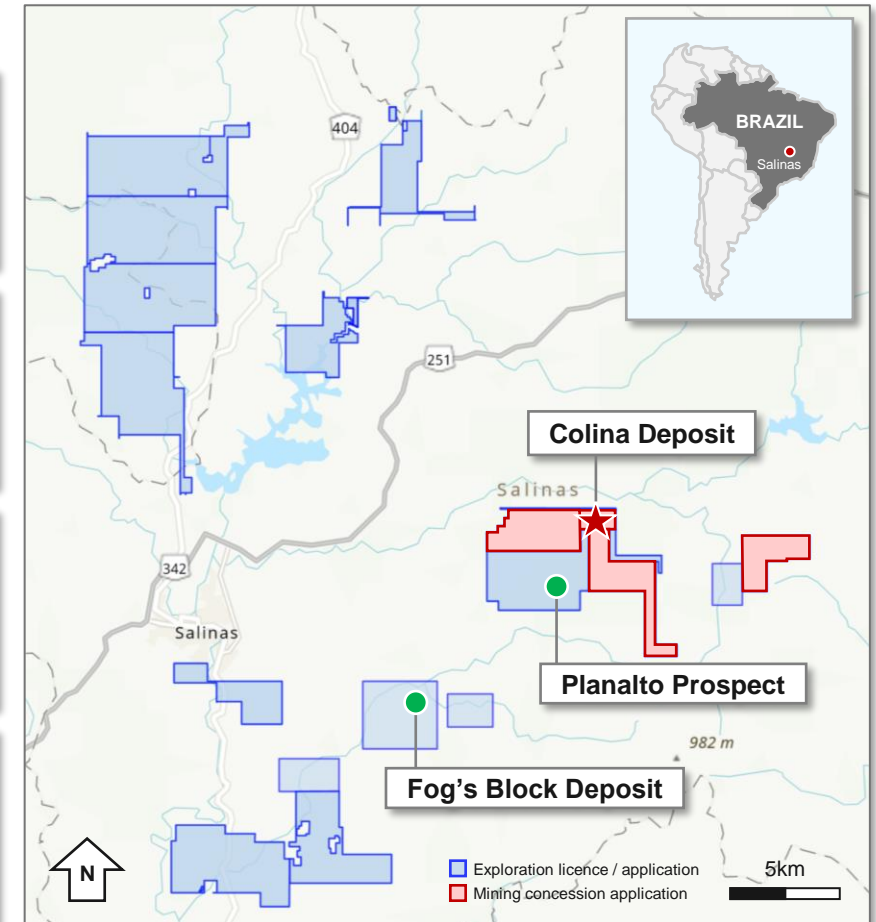 404
BRAZIL
Salinas
251
Colina Deposit
Salinas
342
Salinas
Planalto Prospect
982 m
Fog's Block Deposit
N
Exploration licence / application
Mining concession application
5km